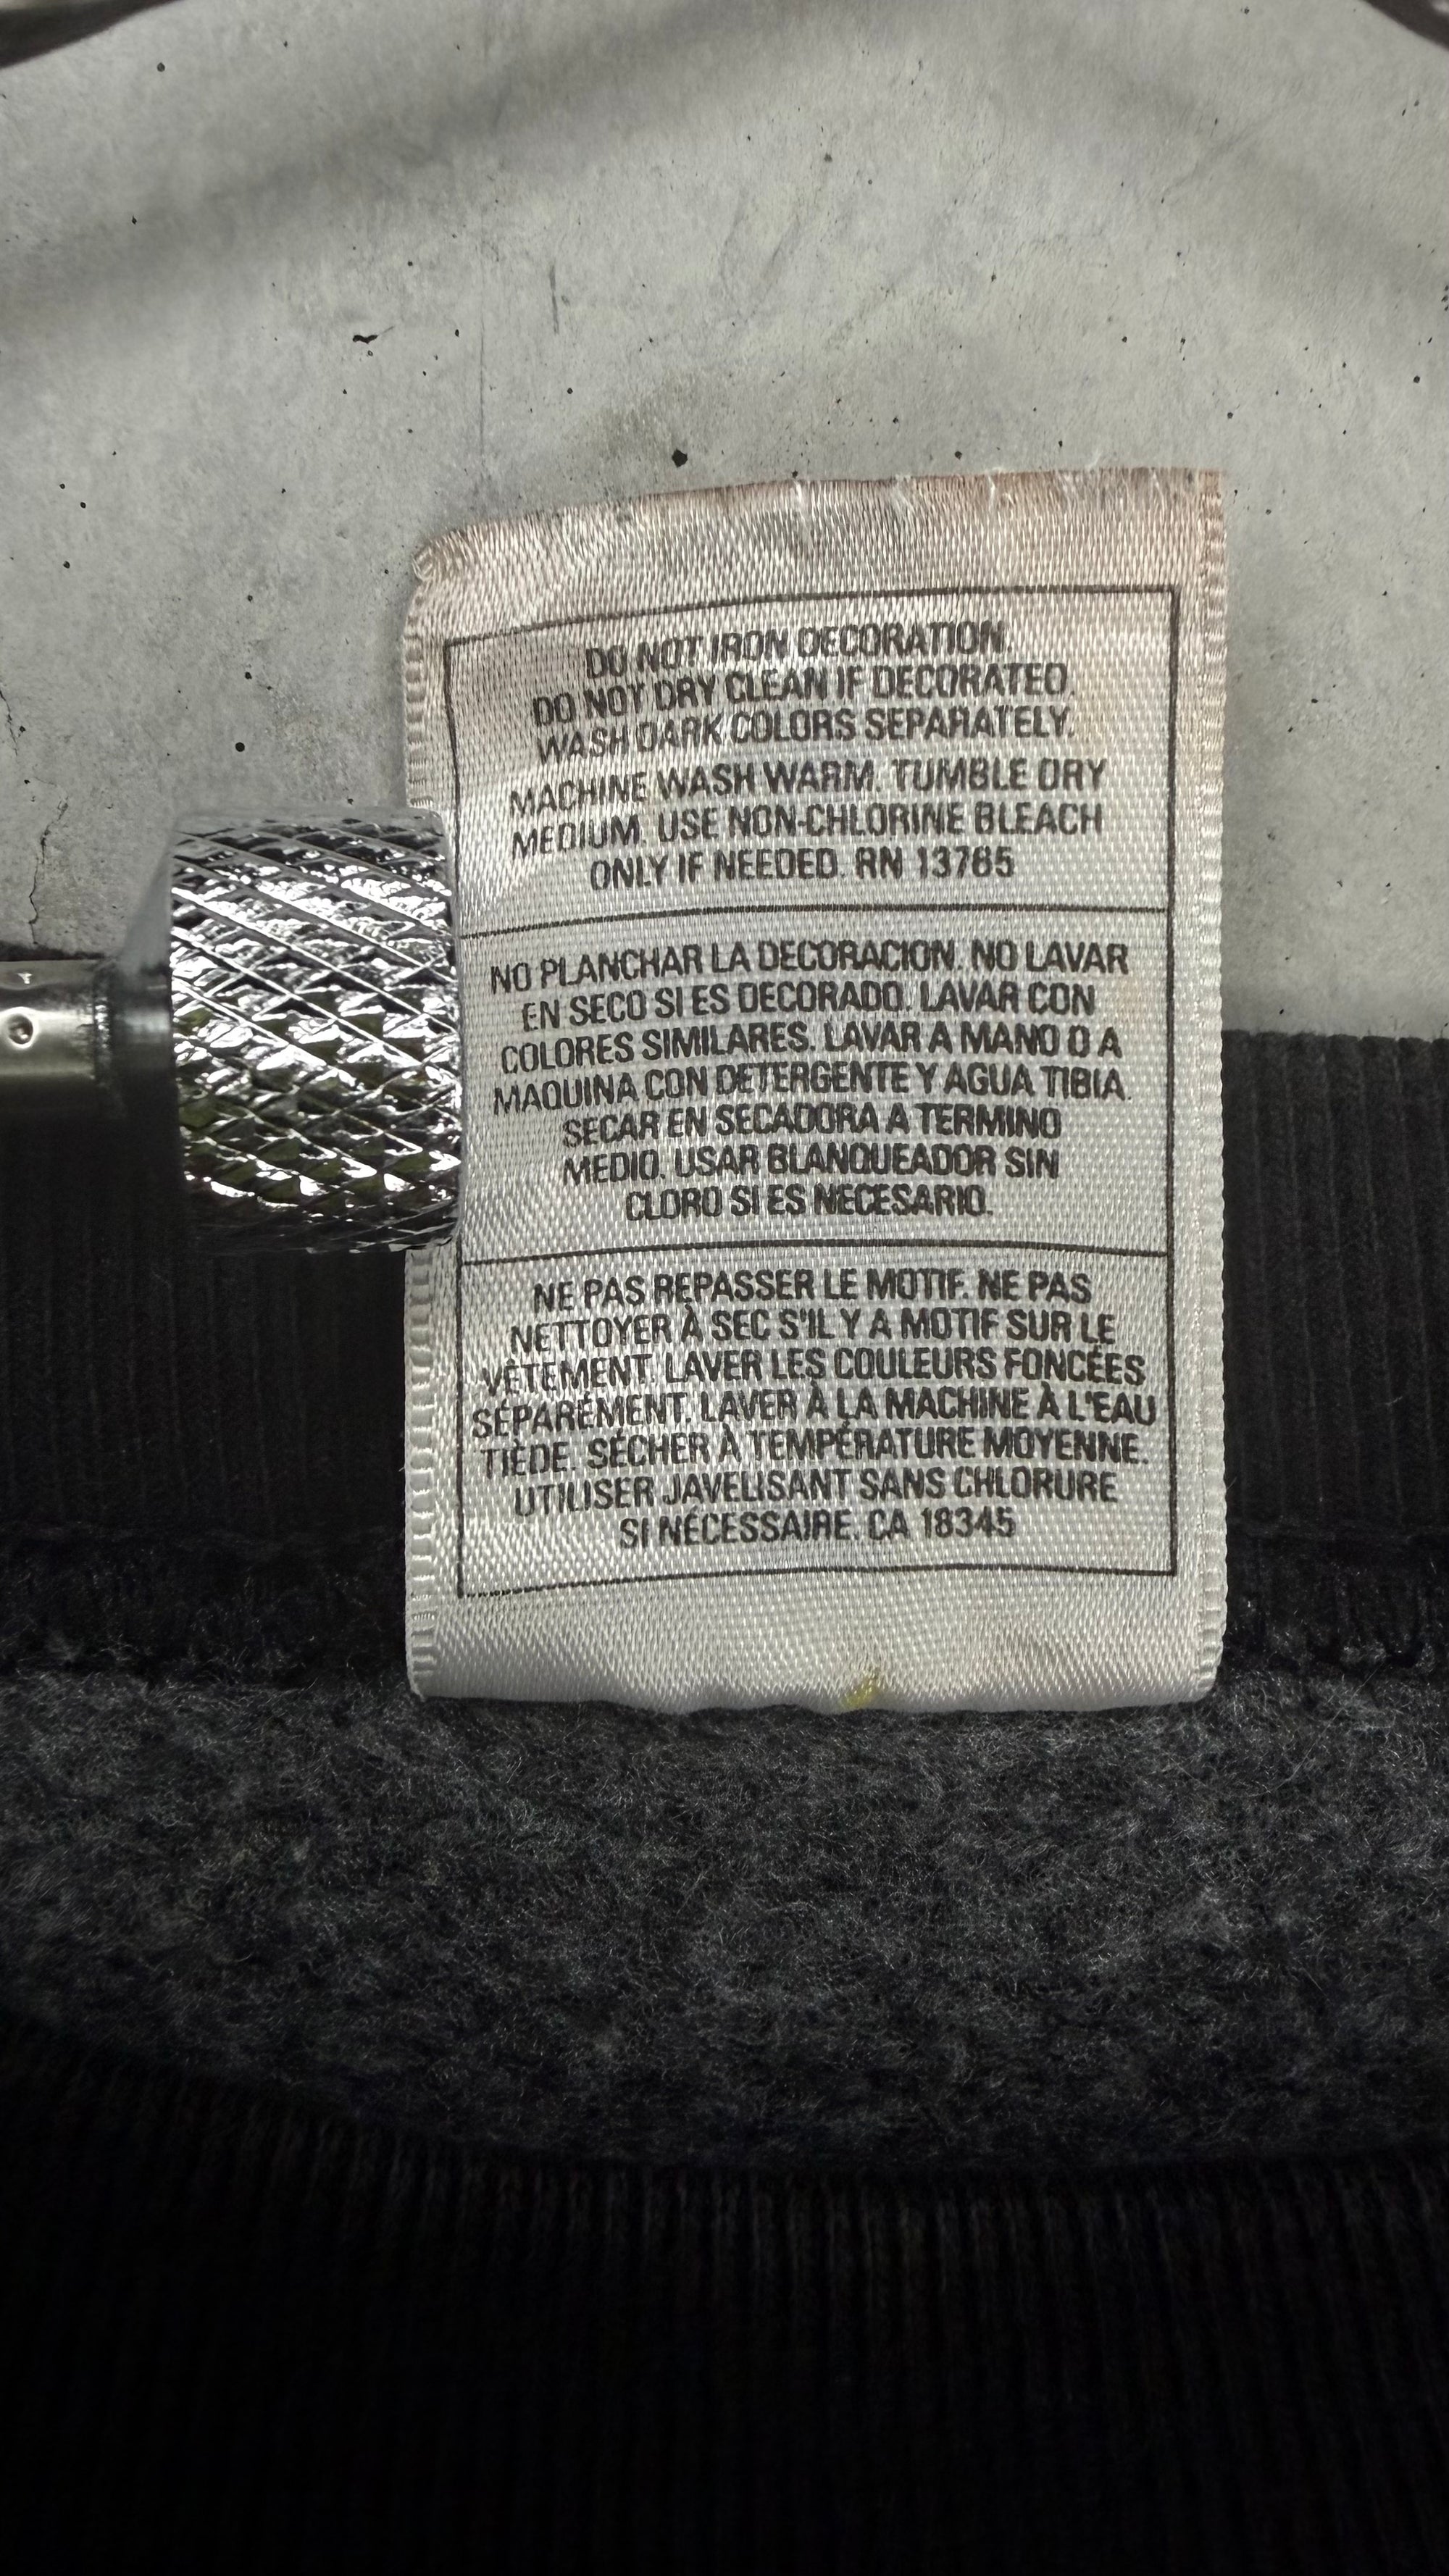 DO NOT IRON DECORATION.
DO NOT DRY CLEAN IF DECORATED.
WASH DARK COLORS SEPARATELY.
MACHINE WASH WARM. TUMBLE DRY
MEDIUM. USE NON-CHLORINE BLEACH
ONLY IF NEEDED. RN 13765
NO PLANCHAR LA DECORACION. NO LAVAR
EN SECO SI ES DECORADO. LAVAR CON
COLORES SIMILARES. LAVAR A MANO O A
MAQUINA CON DETERGENTE Y AGUA TIBIA.
SECAR EN SECADORA A TERMINO
MEDIO. USAR BLANQUEADOR SIN
CLORO SI ES NECESARIO.
NE PAS REPASSER LE MOTIF. NE PAS
NETTOYER À SEC S'IL Y A MOTIF SUR LE
VÊTEMENT. LAVER LES COULEURS FONCÉES
SÉPARÉMENT. LAVER À LA MACHINE À L'EAU
TIÈDE. SÉCHER À TEMPÉRATURE MOYENNE.
UTILISER JAVELISANT SANS CHLORURE
SI NÉCESSAIRE. CA 18345